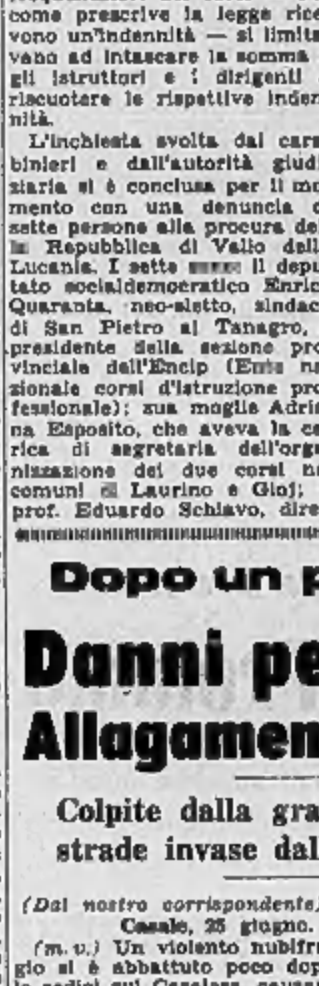 come prescrive la legge rice
vono un'indennità — si limita
vano ad intascare la somma
gli istruttori e i dirigenti
riscuotere le rispettive inden
nità.
L'inchiesta svolta dai cara
binieri e dall'autorità giudi
ziaria si è conclusa per il mo
mento con una denuncia d
sette persone alla procura del
la Repubblica di Vallo dell
Lucania. I sette il depu
tato socialdemocratico Enric
Quaranta, neo-eletto, sindac
di San Pietro al Tanagro,
presidente della sezione pro
vinciale dell'Encip (Ente na
zionale corsi d'istruzione pro
fessionale); sua moglie Adria
na Esposito, che aveva la ca
rica di segretaria dell'orga
nizzazione dei due corsi ne
comuni di Laurino e Gioj;
prof. Eduardo Schiavo, dire
Dopo un p
Danni pe
Allagamen
Colpite dalla gra
strade invase dal
(Dal nostro corrispondente)
Casale, 25 giugno.
(m. v.) Un violento nubifra
gio si è abbattuto poco dop